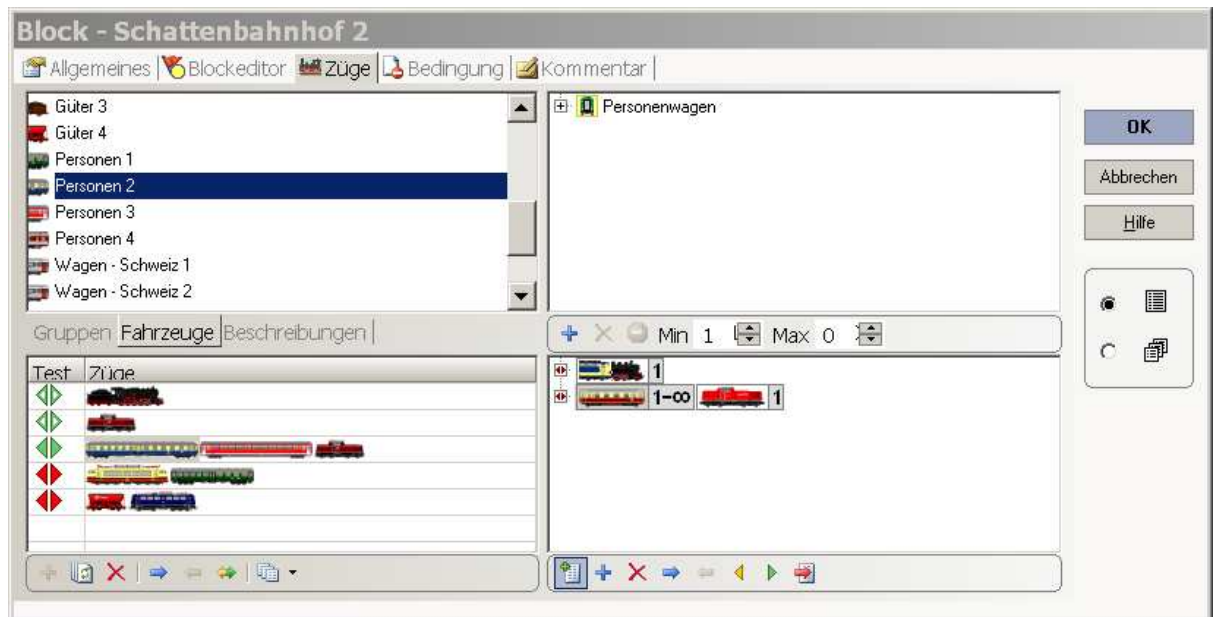 Block - Schattenbahnhof 2
Allgemeines Blockeditor Züge Bedingung Kommentar
Güter 3
Güter 4
Personen 1
Personen 2
Personen 3
Personen 4
Wagen - Schweiz 1
Wagen - Schweiz 2
Personenwagen
OK
Abbrechen
Hilfe
Gruppen Fahrzeuge Beschreibungen
Min 1 Max 0
Test Züge
1
1-∞ 1